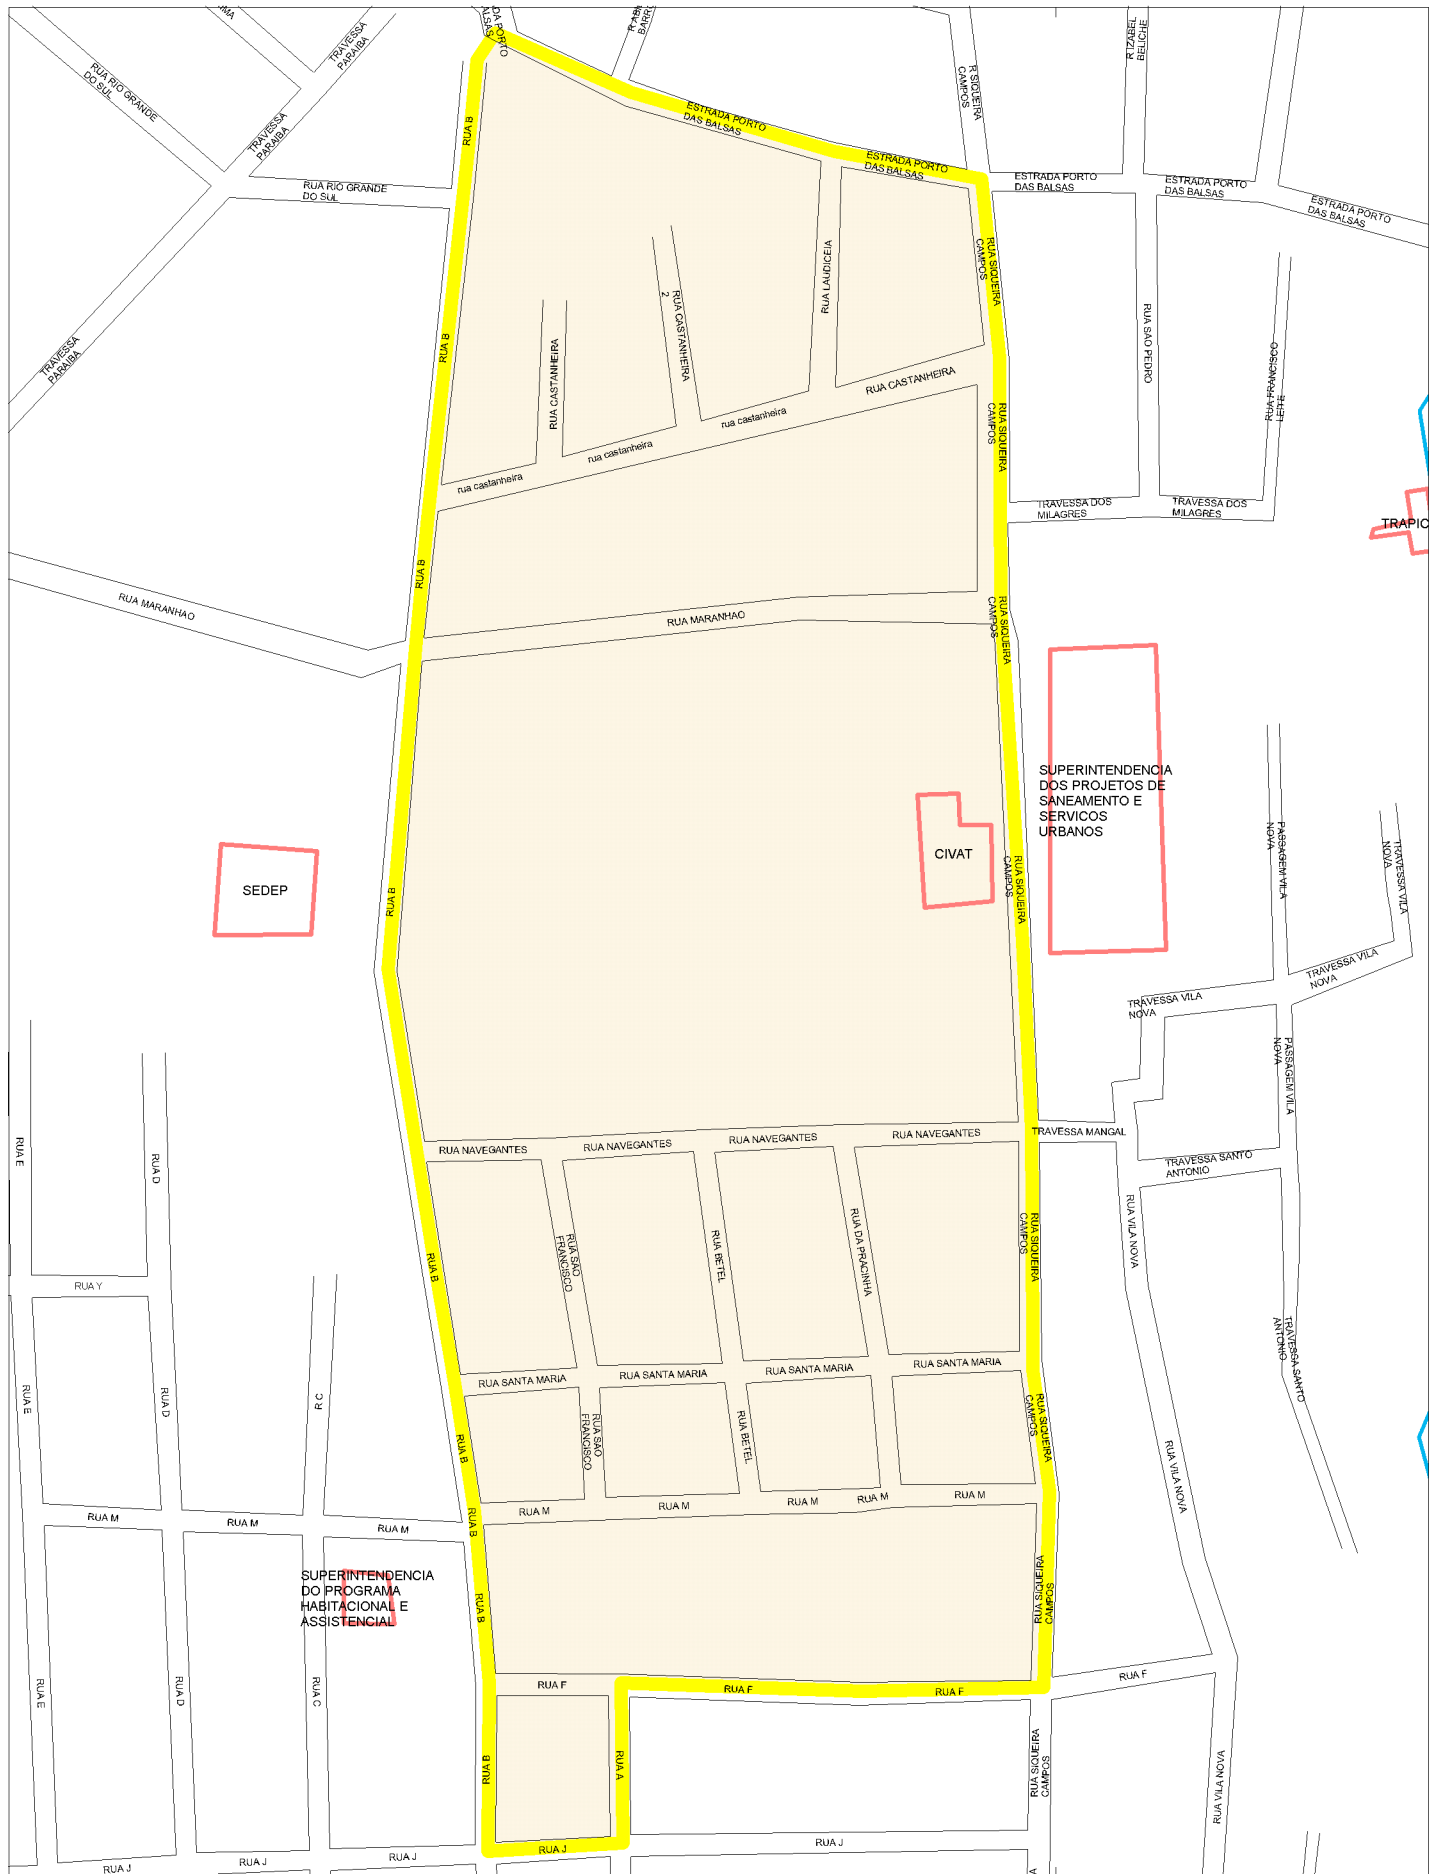 TRAVESSA
PARAIBA
RUA RIO GRANDE
DO SUL
TRAVESSA
PARAIBA
RUA RIO GRANDE
DO SUL
TRAVESSA
PARAIBA
RUA B
ESTRADA PORTO
DAS BALSAS
ESTRADA PORTO
DAS BALSAS
R SIQUEIRA
CAMPOS
R IZABEL
BELICHE
ESTRADA PORTO
DAS BALSAS
ESTRADA PORTO
DAS BALSAS
ESTRADA PORTO
DAS BALSAS
RUA SIQUEIRA
CAMPOS
RUA LAUDICEIA
RUA CASTANHEIRA
2
RUA CASTANHEIRA
RUA B
RUA SAO PEDRO
RUA FRANCISCO
LEITE
RUA CASTANHEIRA
rua castanheira
rua castanheira
rua castanheira
RUA SIQUEIRA
CAMPOS
TRAVESSA DOS
MILAGRES
TRAVESSA DOS
MILAGRES
TRAPIC
RUA B
RUA MARANHAO
RUA MARANHAO
RUA SIQUEIRA
CAMPOS
SUPERINTENDENCIA
DOS PROJETOS DE
SANEAMENTO E
SERVICOS
URBANOS
CIVAT
SEDEP
RUA B
RUA SIQUEIRA
CAMPOS
PASSAGEM VILA
NOVA
TRAVESSA VILA
NOVA
TRAVESSA VILA
NOVA
TRAVESSA VILA
NOVA
PASSAGEM VILA
NOVA
RUA E
RUA D
RUA NAVEGANTES
RUA NAVEGANTES
RUA NAVEGANTES
RUA NAVEGANTES
TRAVESSA MANGAL
TRAVESSA SANTO
ANTONIO
RUA B
RUA SAO
FRANCISCO
RUA BETEL
RUA DA PRACINHA
RUA SIQUEIRA
CAMPOS
RUA VILA NOVA
RUA Y
TRAVESSA SANTO
ANTONIO
RUA SANTA MARIA
RUA SANTA MARIA
RUA SANTA MARIA
RUA SANTA MARIA
RUA E
RUA D
R C
RUA B
RUA SAO
FRANCISCO
RUA BETEL
RUA SIQUEIRA
CAMPOS
RUA VILA NOVA
RUA M
RUA M
RUA M
RUA B
RUA M
RUA M
RUA M
RUA M
RUA M
SUPERINTENDENCIA
DO PROGRAMA
HABITACIONAL E
ASSISTENCIAL
RUA B
RUA SIQUEIRA
CAMPOS
RUA E
RUA D
RUA C
RUA F
RUA F
RUA F
RUA F
RUA B
RUA A
RUA SIQUEIRA
CAMPOS
RUA VILA NOVA
RUA J
RUA J
RUA J
RUA J
RUA J